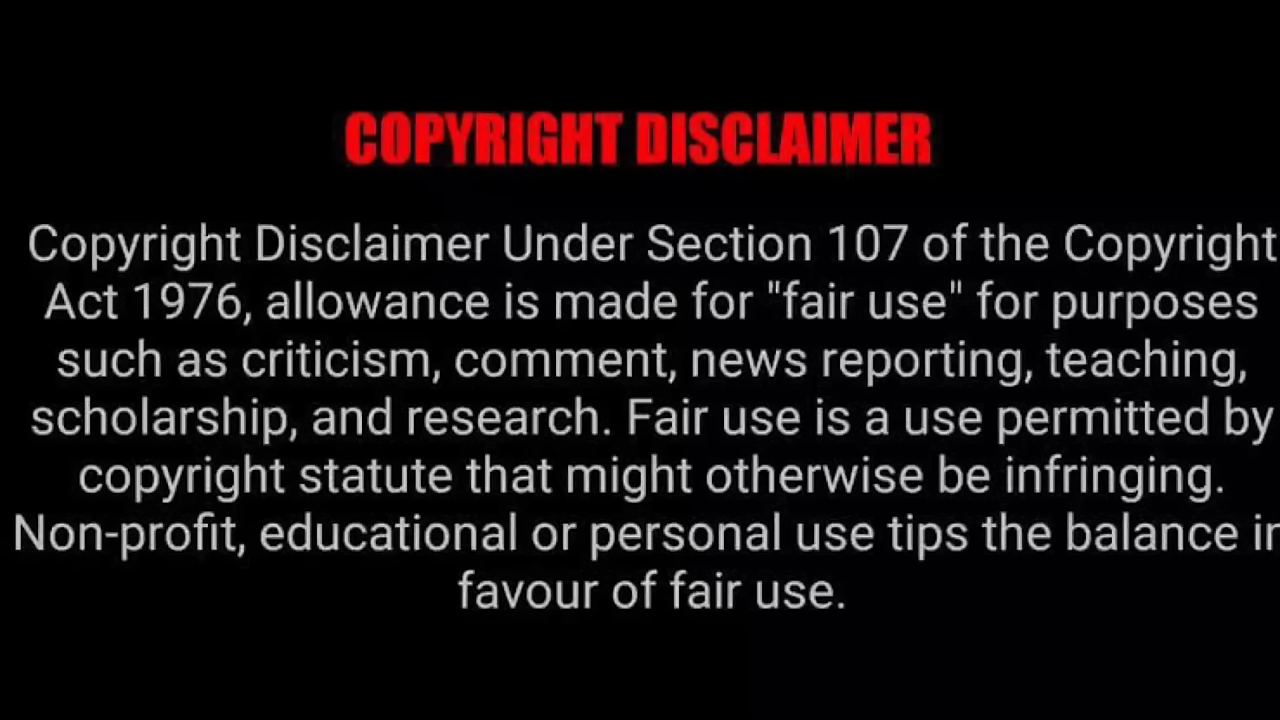 COPYRIGHT DISCLAIMER
Copyright Disclaimer Under Section 107 of the Copyright
Act 1976, allowance is made for "fair use" for purposes
such as criticism, comment, news reporting, teaching,
scholarship, and research. Fair use is a use permitted by
copyright statute that might otherwise be infringing.
Non-profit, educational or personal use tips the balance in
favour of fair use.